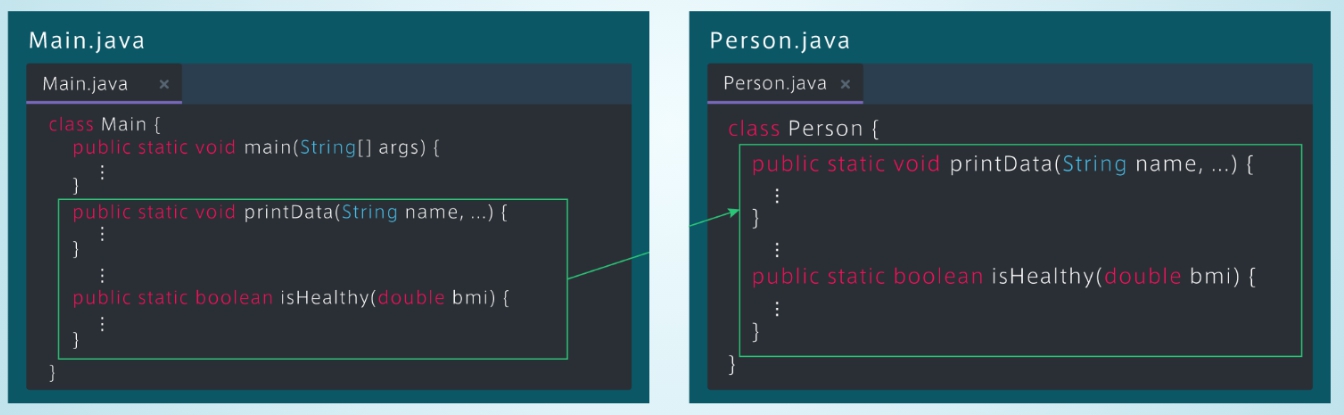 Main.java
Main.java ×
class Main {
public static void main(String[] args) {
⋮
}
public static void printData(String name, ...) {
⋮
}
⋮
public static boolean isHealthy(double bmi) {
⋮
}
}
Person.java
Person.java ×
class Person {
public static void printData(String name, ...) {
⋮
}
⋮
public static boolean isHealthy(double bmi) {
⋮
}
}